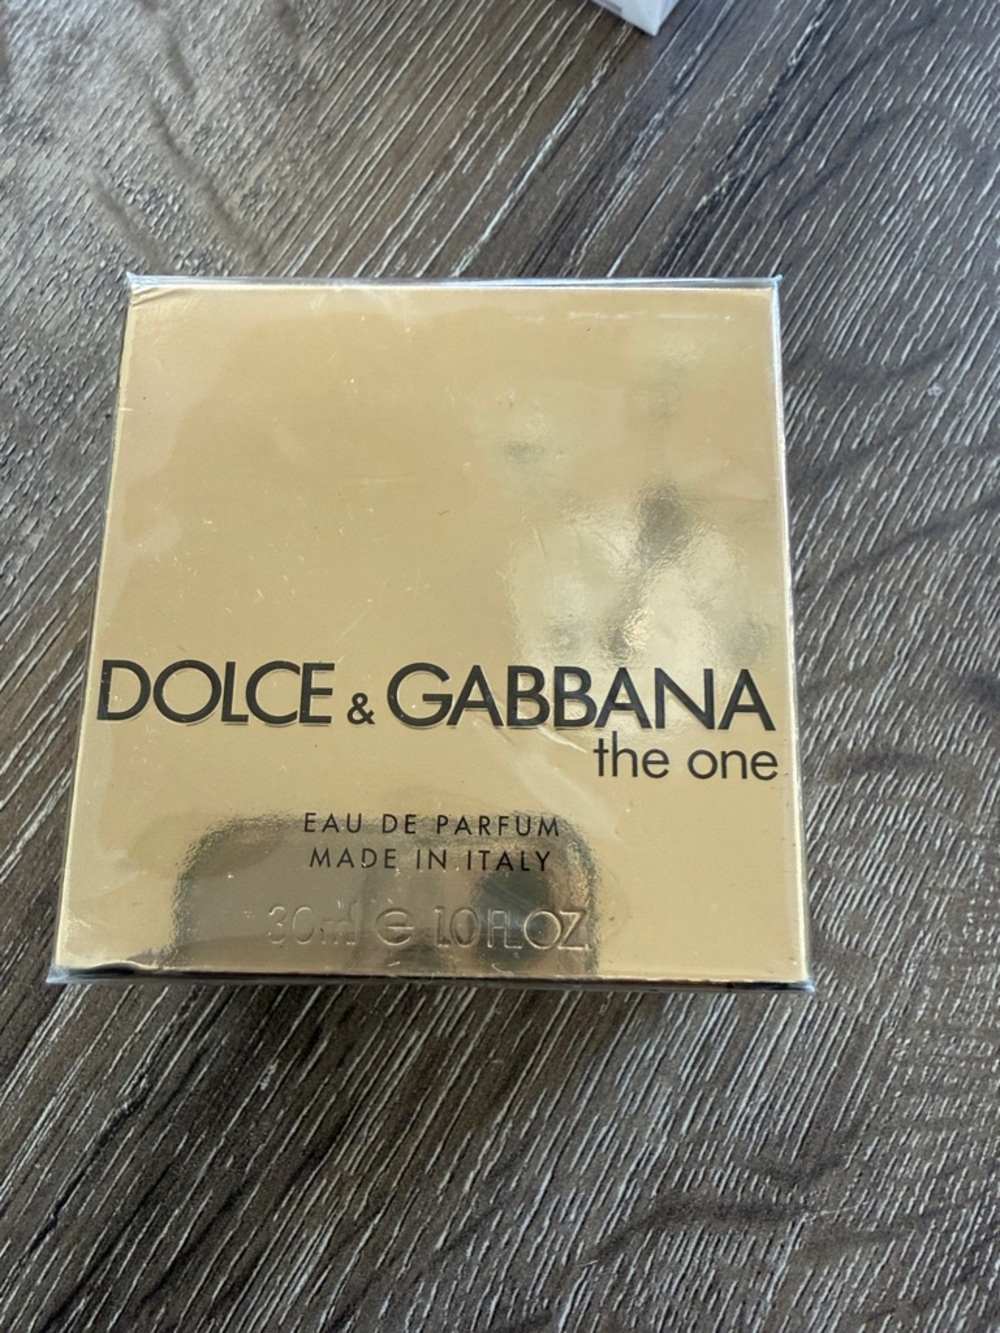 DOLCE & GABBANA
the one
EAU DE PARFUM
MADE IN ITALY
30ml ℮ 1.0 FL.OZ